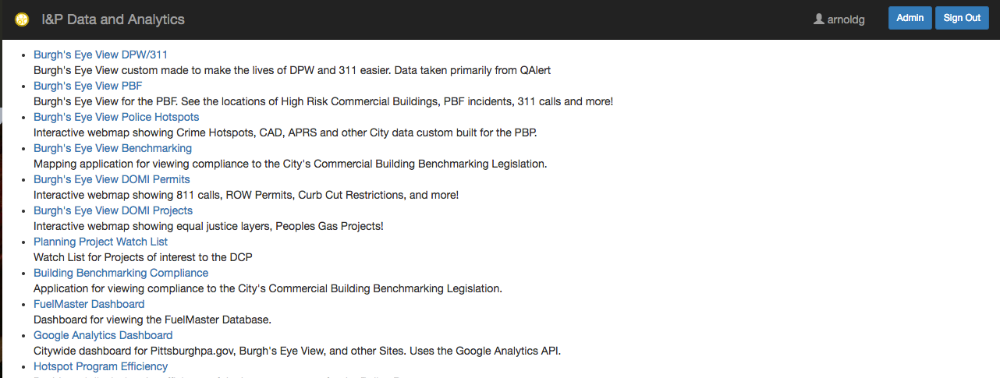 I&P Data and Analytics
arnoldg
Admin
Sign Out
Burgh's Eye View DPW/311
Burgh's Eye View custom made to make the lives of DPW and 311 easier. Data taken primarily from QAlert
Burgh's Eye View PBF
Burgh's Eye View for the PBF. See the locations of High Risk Commercial Buildings, PBF incidents, 311 calls and more!
Burgh's Eye View Police Hotspots
Interactive webmap showing Crime Hotspots, CAD, APRS and other City data custom built for the PBP.
Burgh's Eye View Benchmarking
Mapping application for viewing compliance to the City's Commercial Building Benchmarking Legislation.
Burgh's Eye View DOMI Permits
Interactive webmap showing 811 calls, ROW Permits, Curb Cut Restrictions, and more!
Burgh's Eye View DOMI Projects
Interactive webmap showing equal justice layers, Peoples Gas Projects!
Planning Project Watch List
Watch List for Projects of interest to the DCP
Building Benchmarking Compliance
Application for viewing compliance to the City's Commercial Building Benchmarking Legislation.
FuelMaster Dashboard
Dashboard for viewing the FuelMaster Database.
Google Analytics Dashboard
Citywide dashboard for Pittsburghpa.gov, Burgh's Eye View, and other Sites. Uses the Google Analytics API.
Hotspot Program Efficiency